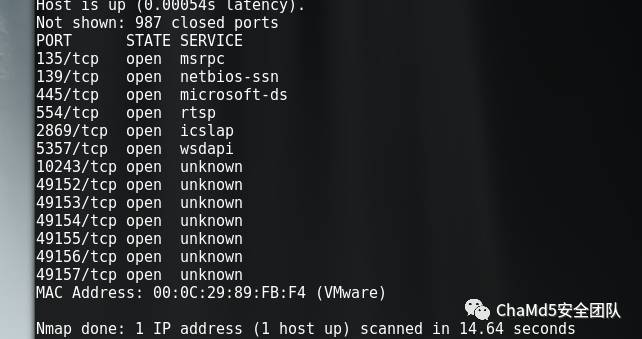 Host is up (0.00054s latency).
Not shown: 987 closed ports
PORT      STATE SERVICE
135/tcp   open  msrpc
139/tcp   open  netbios-ssn
445/tcp   open  microsoft-ds
554/tcp   open  rtsp
2869/tcp  open  icslap
5357/tcp  open  wsdapi
10243/tcp open  unknown
49152/tcp open  unknown
49153/tcp open  unknown
49154/tcp open  unknown
49155/tcp open  unknown
49156/tcp open  unknown
49157/tcp open  unknown
MAC Address: 00:0C:29:89:FB:F4 (VMware)
ChaMd5安全团队
Nmap done: 1 IP address (1 host up) scanned in 14.64 seconds